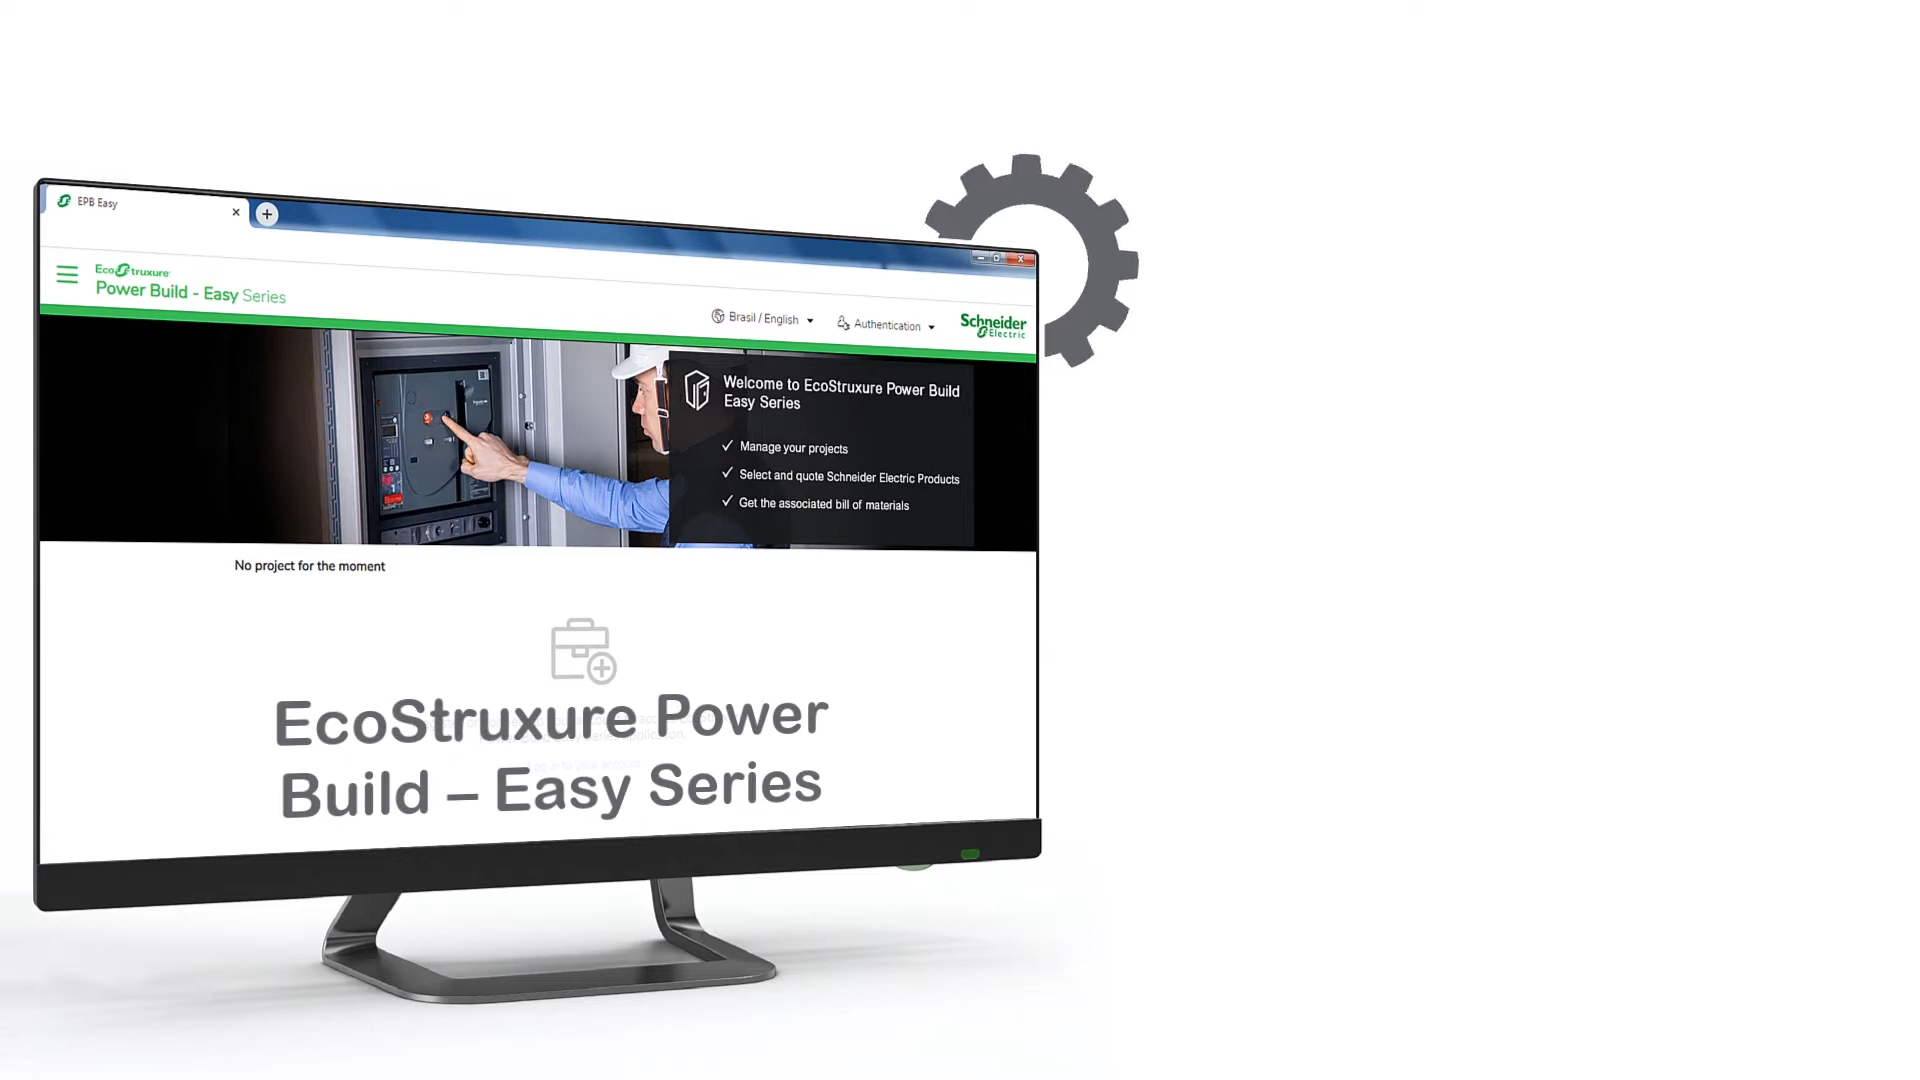 EPB Easy
EcoStruxure
Power Build - Easy Series
Brasil / English
Authentication
Schneider
Electric
Welcome to EcoStruxure Power Build
Easy Series
✓ Manage your projects
✓ Select and quote Schneider Electric Products
✓ Get the associated bill of materials
No project for the moment
EcoStruxure Power
Build – Easy Series